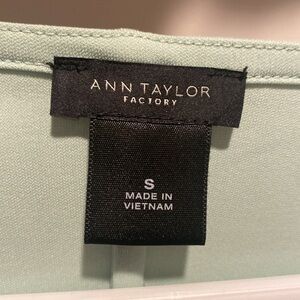 ANN TAYLOR
FACTORY
S
MADE IN
VIETNAM